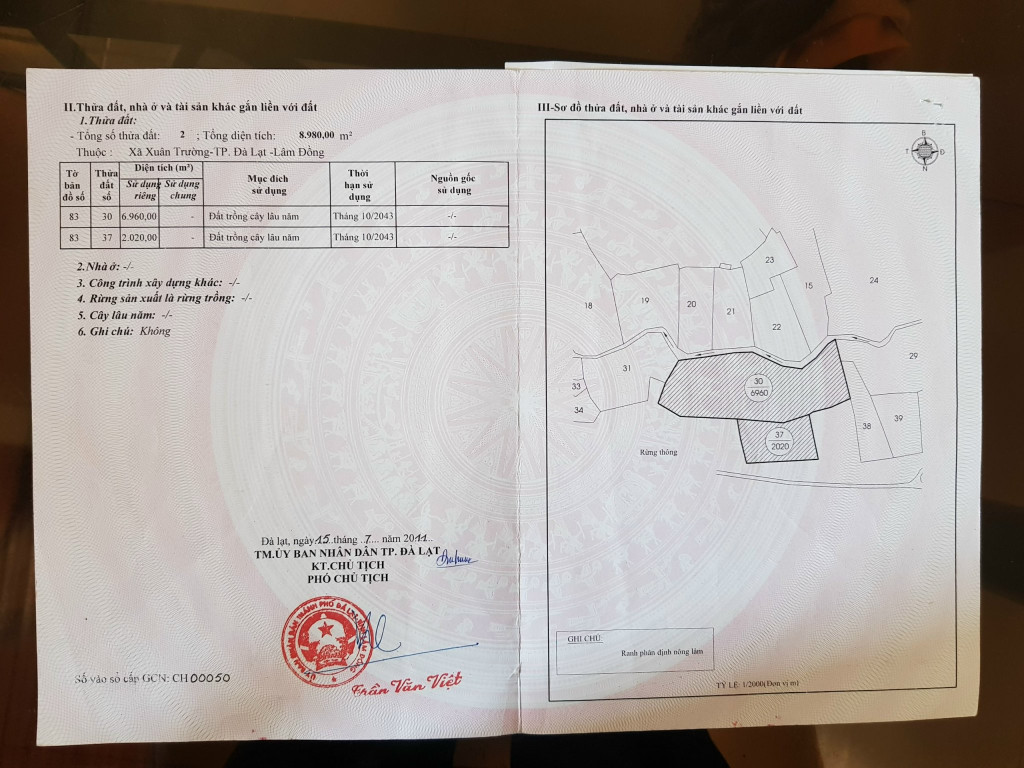 II.Thửa đất, nhà ở và tài sản khác gắn liền với đất
1.Thửa đất:
- Tổng số thửa đất: 2 ; Tổng diện tích: 8.980,00 m²
Thuộc : Xã Xuân Trường-TP. Đà Lạt -Lâm Đồng
Tờ bản đồ số Thửa đất số Diện tích (m²) Sử dụng riêng Sử dụng chung Mục đích sử dụng Thời hạn sử dụng Nguồn gốc sử dụng
83 30 6.960,00 - Đất trồng cây lâu năm Tháng 10/2043 -/-
83 37 2.020,00 - Đất trồng cây lâu năm Tháng 10/2043 -/-
2.Nhà ở: -/-
3. Công trình xây dựng khác: -/-
4. Rừng sản xuất là rừng trồng: -/-
5. Cây lâu năm: -/-
6. Ghi chú: Không
Đà lạt, ngày 15 tháng ..7... năm 2011..
TM.ỦY BAN NHÂN DÂN TP. ĐÀ LẠT
KT.CHỦ TỊCH
PHÓ CHỦ TỊCH
Trần Văn Việt
Số vào sổ cấp GCN: CH00050
III-Sơ đồ thửa đất, nhà ở và tài sản khác gắn liền với đất
B
T Đ
N
23
24
15
18
19
20
21
22
29
31
33
34
30
6960
38
39
37
2020
Rừng thông
GHI CHÚ:
Ranh phân định nông lâm
TỶ LỆ: 1/2000(Đơn vị m)